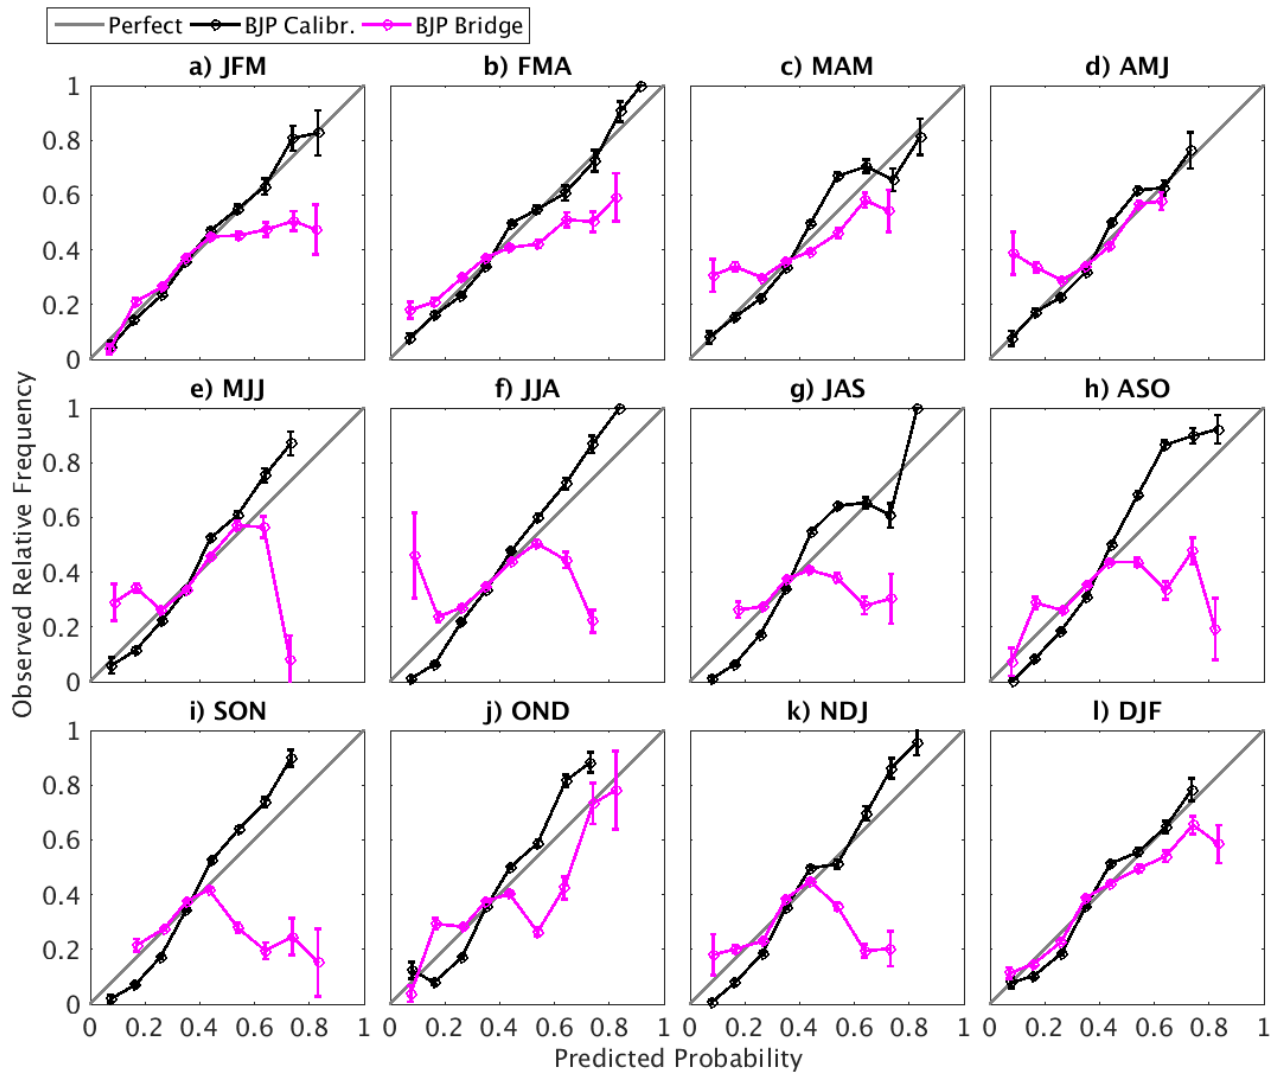 Perfect BJP Calibr. BJP Bridge
a) JFM b) FMA c) MAM d) AMJ
1
0.8
0.6
0.4
0.2
0
e) MJJ f) JJA g) JAS h) ASO
1
0.8
0.6
0.4
0.2
0
Observed Relative Frequency
i) SON j) OND k) NDJ l) DJF
1
0.8
0.6
0.4
0.2
0
0 0.2 0.4 0.6 0.8 0 0.2 0.4 0.6 0.8 0 0.2 0.4 0.6 0.8 0 0.2 0.4 0.6 0.8 1
Predicted Probability